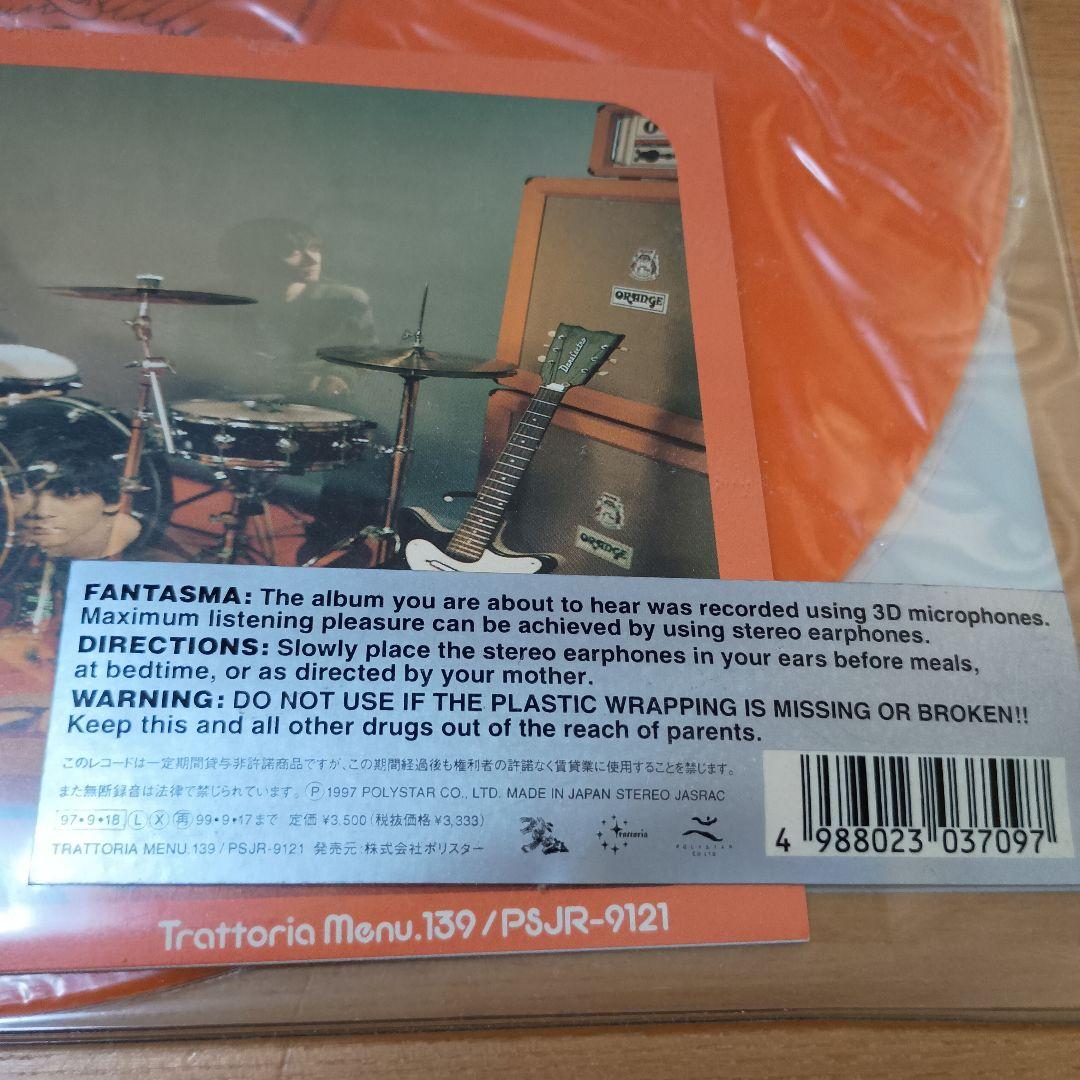 ORANGE
Danelectro
ORANGE
FANTASMA: The album you are about to hear was recorded using 3D microphones.
Maximum listening pleasure can be achieved by using stereo earphones.
DIRECTIONS: Slowly place the stereo earphones in your ears before meals,
at bedtime, or as directed by your mother.
WARNING: DO NOT USE IF THE PLASTIC WRAPPING IS MISSING OR BROKEN!!
Keep this and all other drugs out of the reach of parents.
このレコードは一定期間貸与非許諾商品ですが、この期間経過後も権利者の許諾なく賃貸業に使用することを禁じます。
また無断録音は法律で禁じられています。Ⓟ 1997 POLYSTAR CO., LTD. MADE IN JAPAN STEREO JASRAC
97•9•18 Ⓛ Ⓧ ㊞99•9•17まで 定価 ¥3,500(税抜価格 ¥3,333)
trattoria
POLYSTAR
CO.LTD.
TRATTORIA MENU.139 / PSJR-9121 発売元:株式会社ポリスター
4 988023 037097
Trattoria Menu.139/PSJR-9121